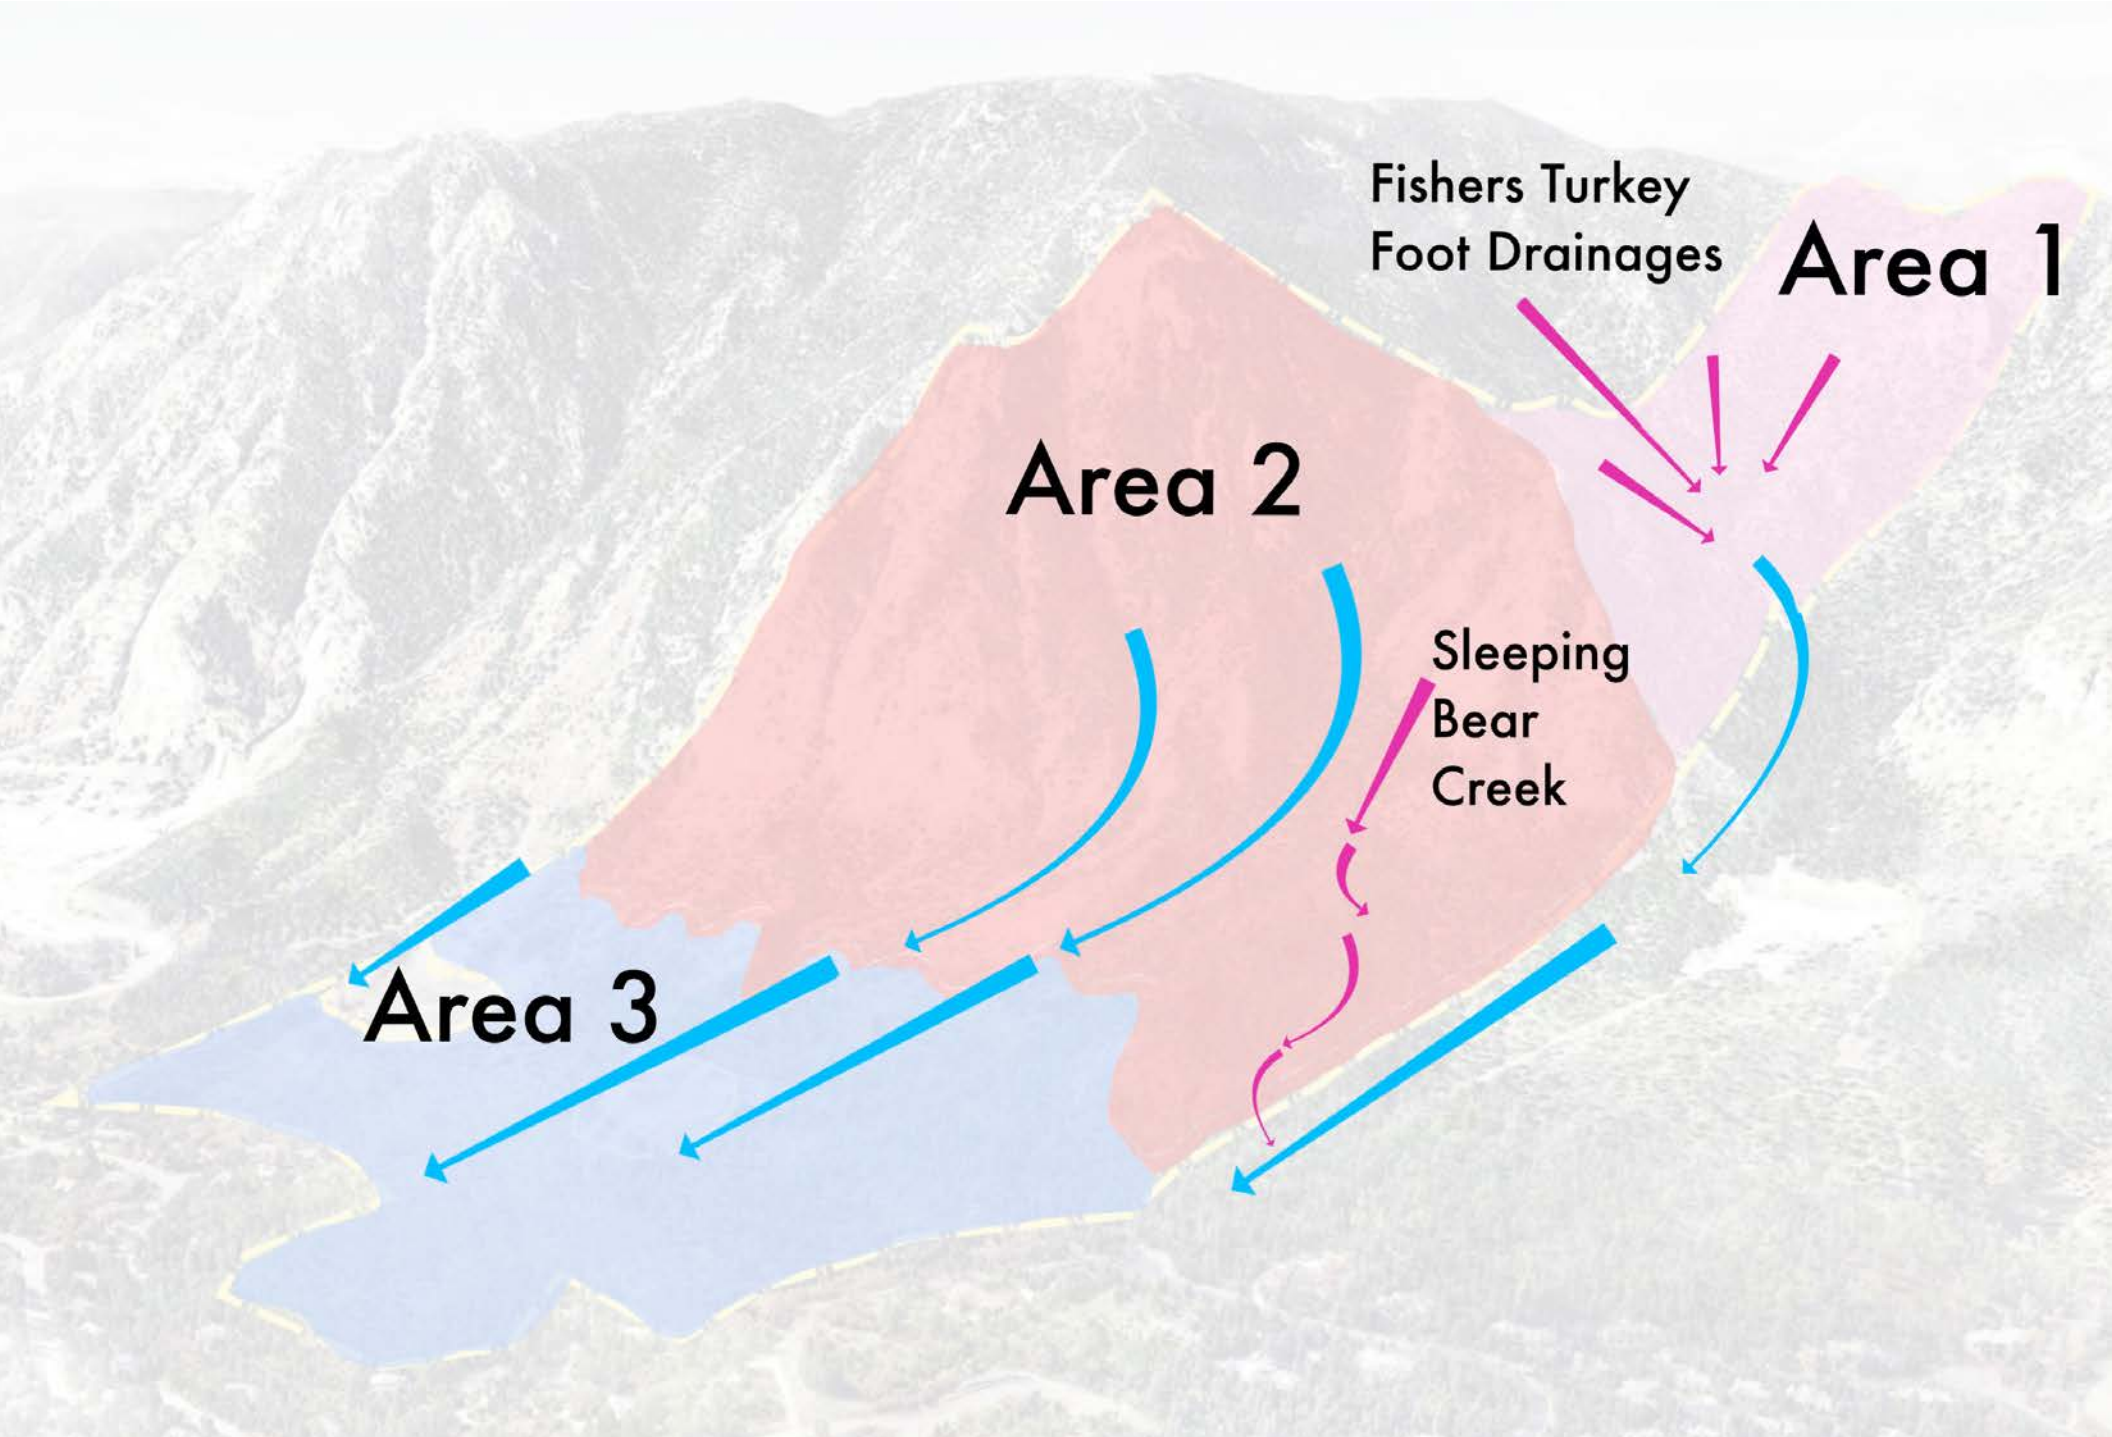 Fishers Turkey
Foot Drainages
Area 1
Area 2
Sleeping
Bear
Creek
Area 3